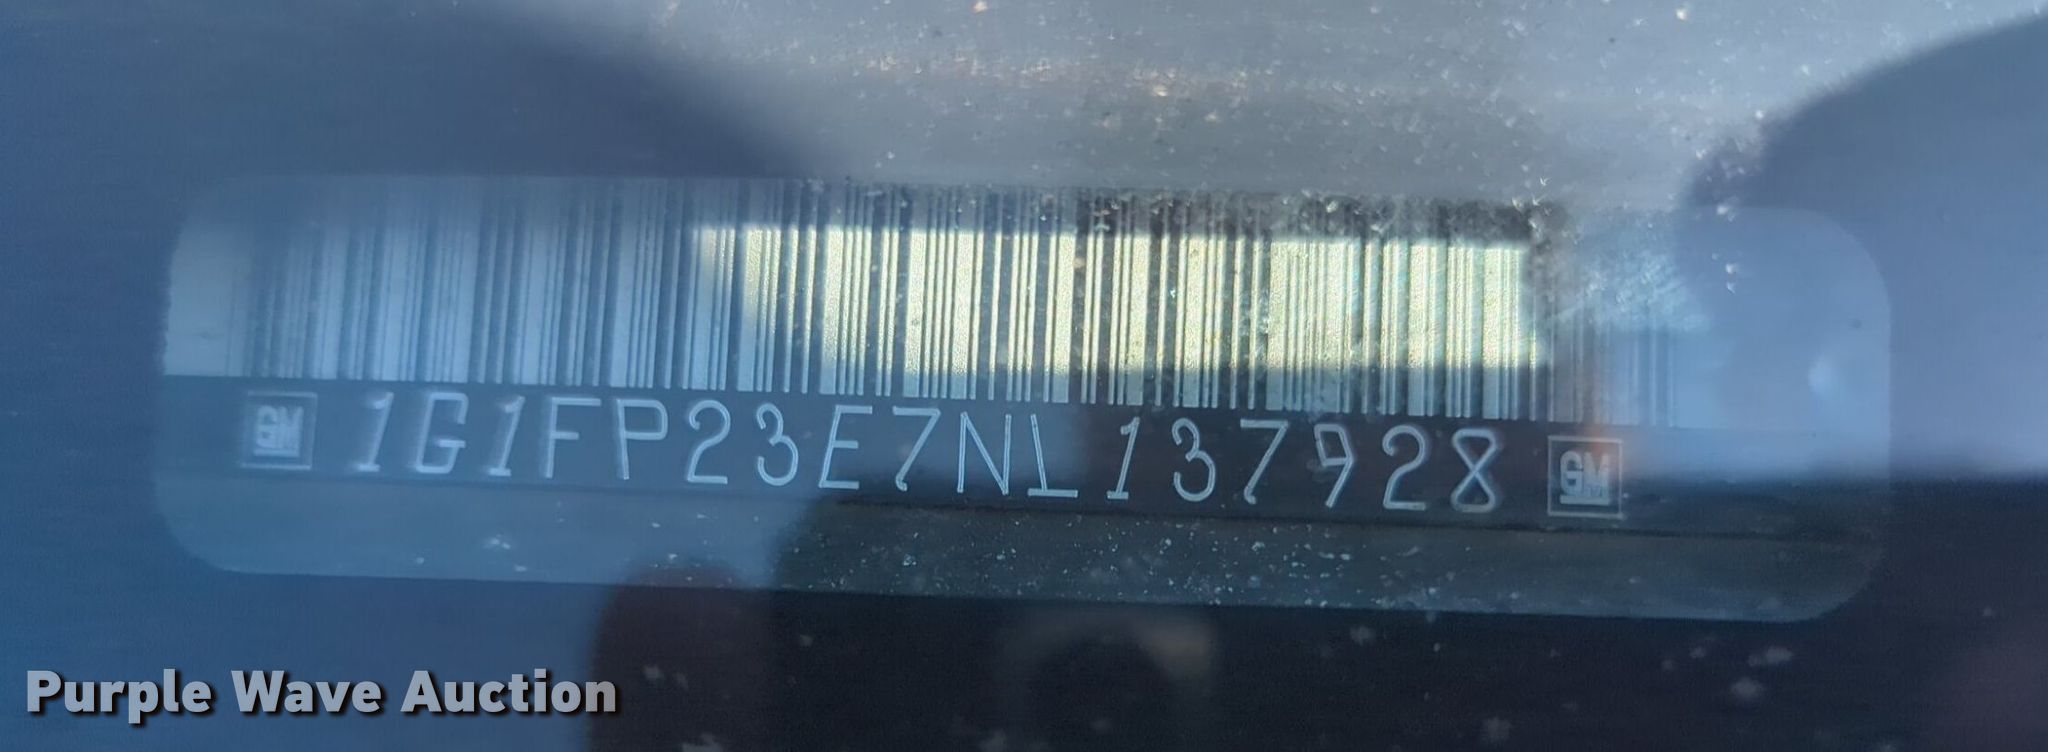 GM 1G1FP23E7NL137928 GM
Purple Wave Auction